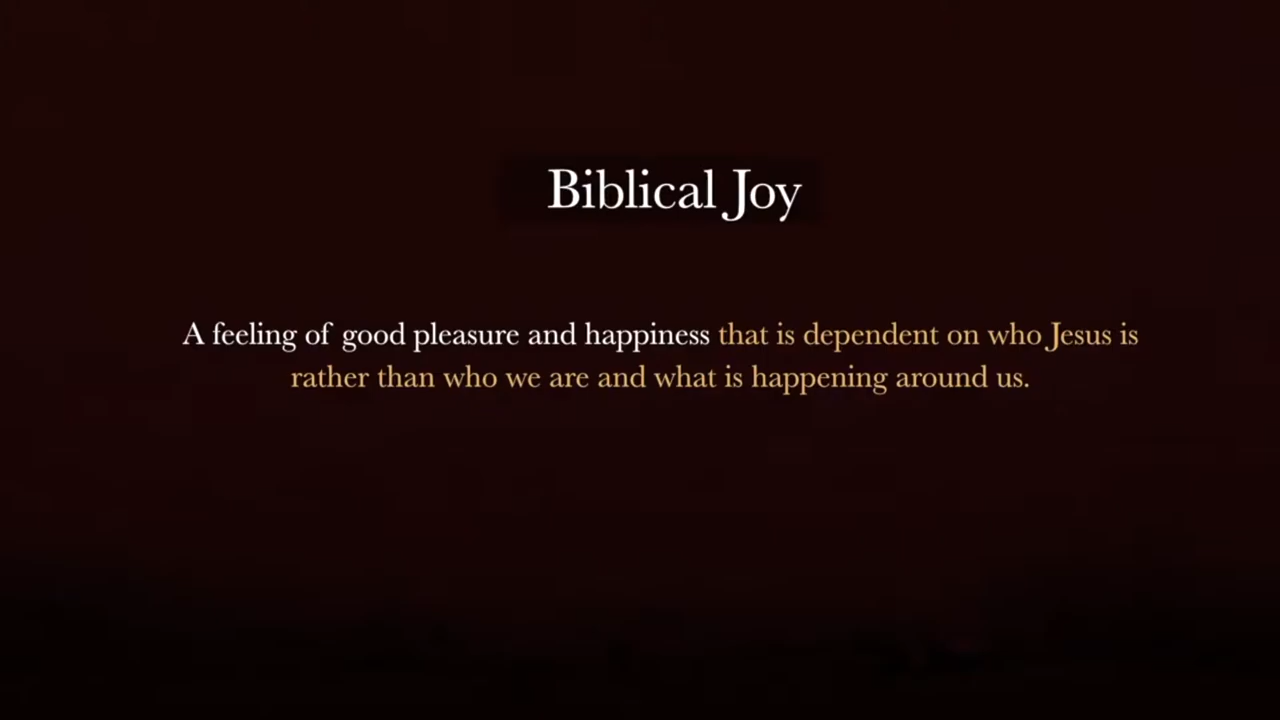 Biblical Joy
A feeling of good pleasure and happiness that is dependent on who Jesus is
rather than who we are and what is happening around us.